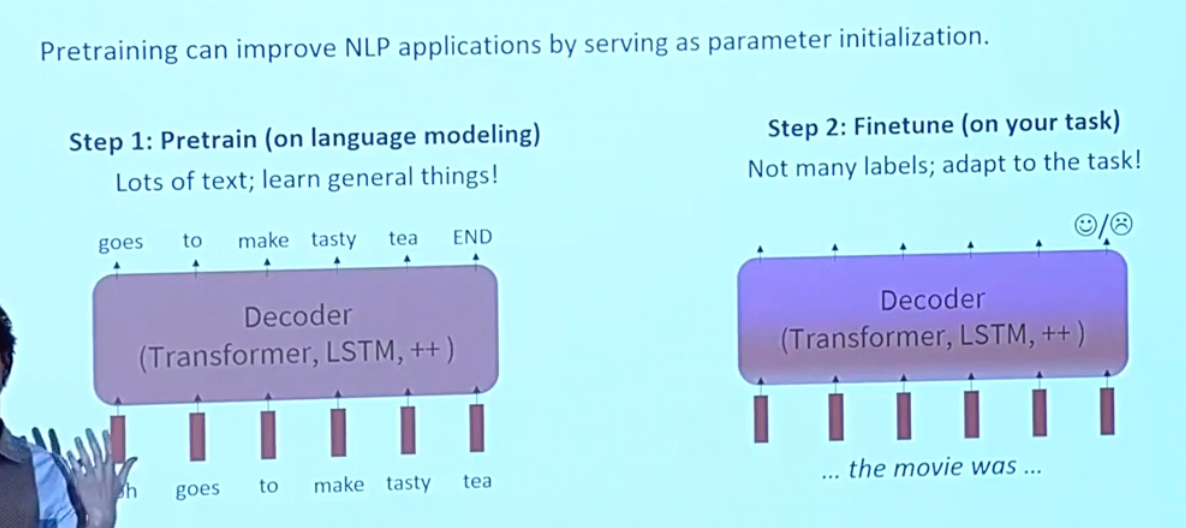 Pretraining can improve NLP applications by serving as parameter initialization.
Step 1: Pretrain (on language modeling)
Lots of text; learn general things!
goes to make tasty tea END
Decoder
(Transformer, LSTM, ++ )
goes to make tasty tea
Step 2: Finetune (on your task)
Not many labels; adapt to the task!
☺/☹
Decoder
(Transformer, LSTM, ++ )
... the movie was ...